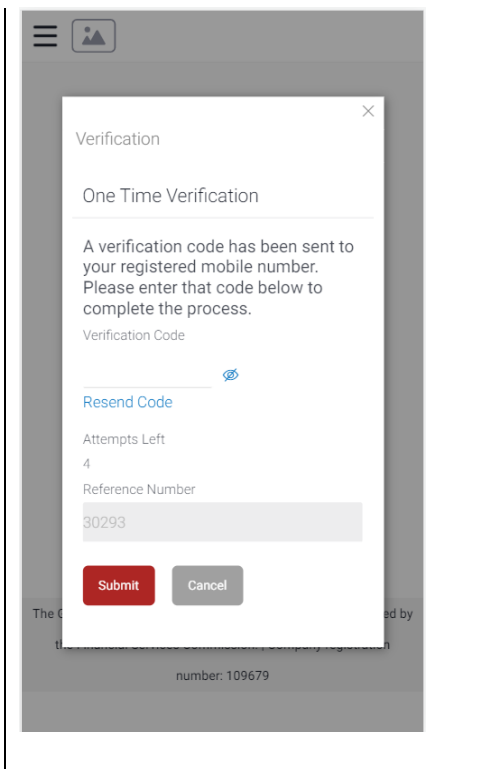 Verification
One Time Verification
A verification code has been sent to
your registered mobile number.
Please enter that code below to
complete the process.
Verification Code
Resend Code
Attempts Left
4
Reference Number
30293
Submit Cancel
The
ed by
registration
number: 109679